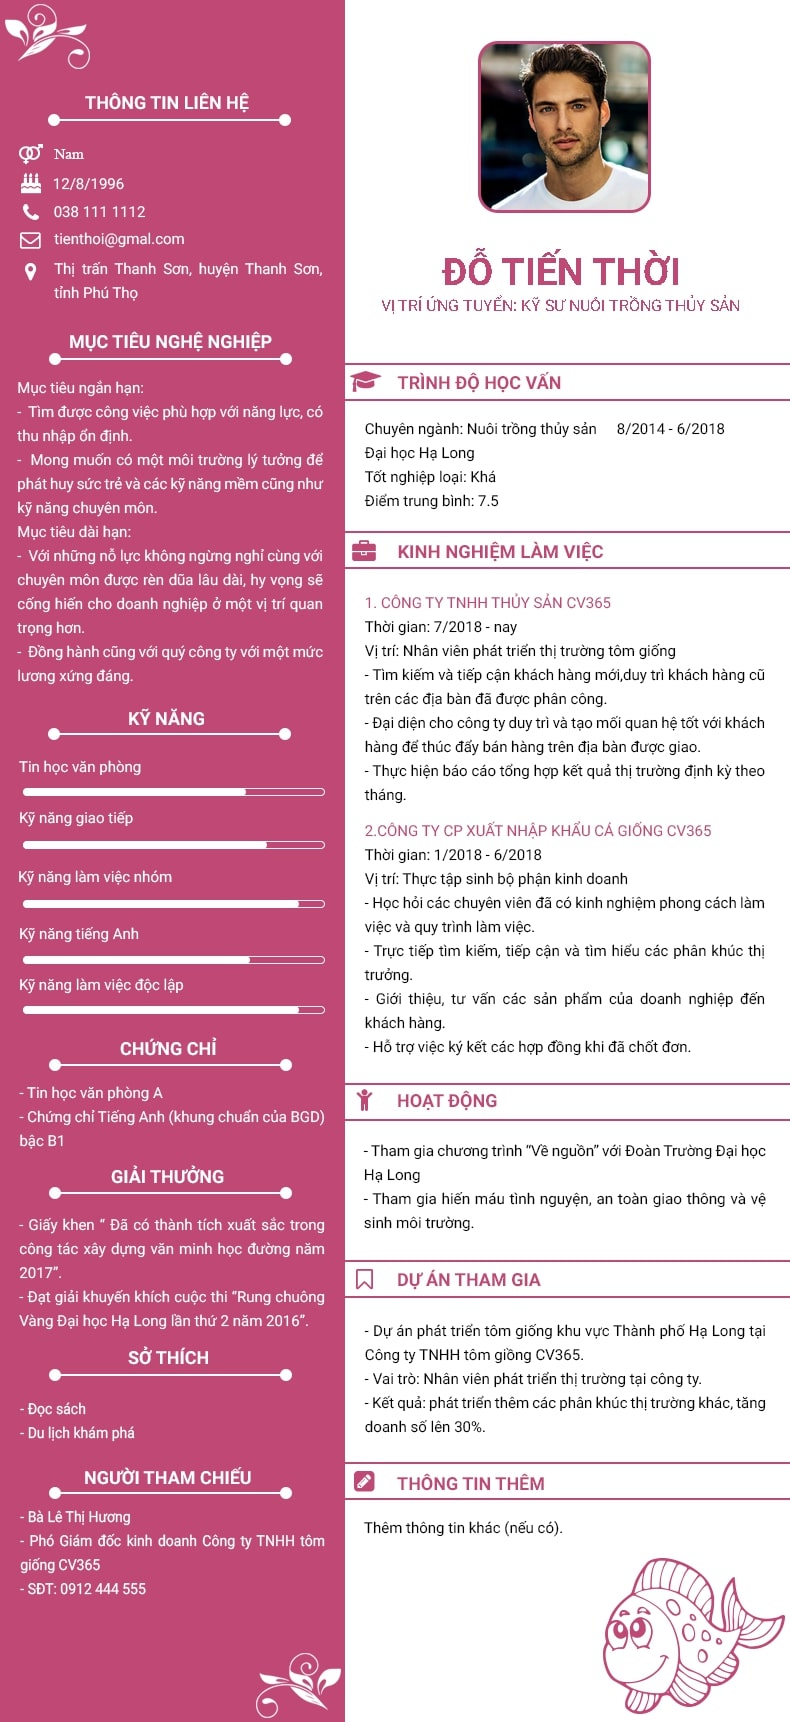 THÔNG TIN LIÊN HỆ
Nam
12/8/1996
038 111 1112
tienthoi@gmal.com
Thị trấn Thanh Sơn, huyện Thanh Sơn,
tỉnh Phú Thọ
MỤC TIÊU NGHỆ NGHIỆP
Mục tiêu ngắn hạn:
- Tìm được công việc phù hợp với năng lực, có
thu nhập ổn định.
- Mong muốn có một môi trường lý tưởng để
phát huy sức trẻ và các kỹ năng mềm cũng như
kỹ năng chuyên môn.
Mục tiêu dài hạn:
- Với những nỗ lực không ngừng nghỉ cùng với
chuyên môn được rèn dũa lâu dài, hy vọng sẽ
cống hiến cho doanh nghiệp ở một vị trí quan
trọng hơn.
- Đồng hành cũng với quý công ty với một mức
lương xứng đáng.
KỸ NĂNG
Tin học văn phòng
Kỹ năng giao tiếp
Kỹ năng làm việc nhóm
Kỹ năng tiếng Anh
Kỹ năng làm việc độc lập
CHỨNG CHỈ
- Tin học văn phòng A
- Chứng chỉ Tiếng Anh (khung chuẩn của BGD)
bậc B1
GIẢI THƯỞNG
- Giấy khen “ Đã có thành tích xuất sắc trong
công tác xây dựng văn minh học đường năm
2017”.
- Đạt giải khuyến khích cuộc thi “Rung chuông
Vàng Đại học Hạ Long lần thứ 2 năm 2016”.
SỞ THÍCH
- Đọc sách
- Du lịch khám phá
NGƯỜI THAM CHIẾU
- Bà Lê Thị Hương
- Phó Giám đốc kinh doanh Công ty TNHH tôm
giống CV365
- SĐT: 0912 444 555
ĐỖ TIẾN THỜI
VỊ TRÍ ỨNG TUYỂN: KỸ SƯ NUÔI TRỒNG THỦY SẢN
TRÌNH ĐỘ HỌC VẤN
Chuyên ngành: Nuôi trồng thủy sản 8/2014 - 6/2018
Đại học Hạ Long
Tốt nghiệp loại: Khá
Điểm trung bình: 7.5
KINH NGHIỆM LÀM VIỆC
1. CÔNG TY TNHH THỦY SẢN CV365
Thời gian: 7/2018 - nay
Vị trí: Nhân viên phát triển thị trường tôm giống
- Tìm kiếm và tiếp cận khách hàng mới,duy trì khách hàng cũ
trên các địa bàn đã được phân công.
- Đại diện cho công ty duy trì và tạo mối quan hệ tốt với khách
hàng để thúc đẩy bán hàng trên địa bàn được giao.
- Thực hiện báo cáo tổng hợp kết quả thị trường định kỳ theo
tháng.
2.CÔNG TY CP XUẤT NHẬP KHẨU CÁ GIỐNG CV365
Thời gian: 1/2018 - 6/2018
Vị trí: Thực tập sinh bộ phận kinh doanh
- Học hỏi các chuyên viên đã có kinh nghiệm phong cách làm
việc và quy trình làm việc.
- Trực tiếp tìm kiếm, tiếp cận và tìm hiểu các phân khúc thị
trưởng.
- Giới thiệu, tư vấn các sản phẩm của doanh nghiệp đến
khách hàng.
- Hỗ trợ việc ký kết các hợp đồng khi đã chốt đơn.
HOẠT ĐỘNG
- Tham gia chương trình “Về nguồn” với Đoàn Trường Đại học
Hạ Long
- Tham gia hiến máu tình nguyện, an toàn giao thông và vệ
sinh môi trường.
DỰ ÁN THAM GIA
- Dự án phát triển tôm giống khu vực Thành phố Hạ Long tại
Công ty TNHH tôm giồng CV365.
- Vai trò: Nhân viên phát triển thị trường tại công ty.
- Kết quả: phát triển thêm các phân khúc thị trường khác, tăng
doanh số lên 30%.
THÔNG TIN THÊM
Thêm thông tin khác (nếu có).